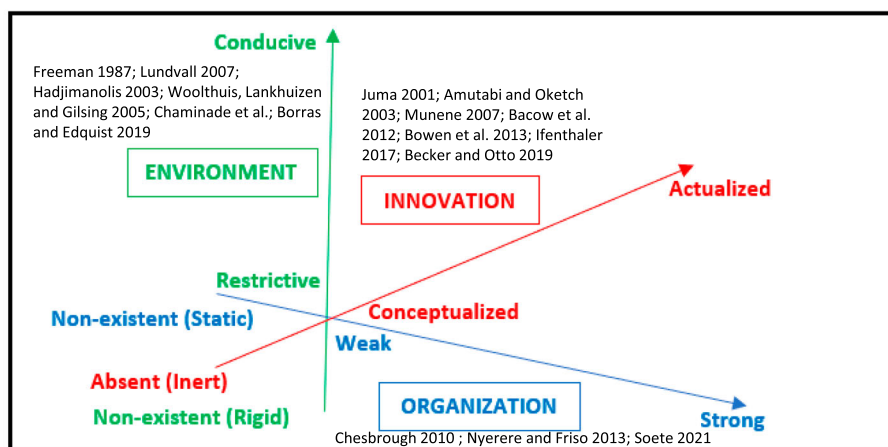 Conducive
Freeman 1987; Lundvall 2007;
Hadjimanolis 2003; Woolthuis, Lankhuizen
and Gilsing 2005; Chaminade et al.; Borras
and Edquist 2019
Juma 2001; Amutabi and Oketch
2003; Munene 2007; Bacow et al.
2012; Bowen et al. 2013; Ifenthaler
2017; Becker and Otto 2019
ENVIRONMENT
INNOVATION
Actualized
Restrictive
Non-existent (Static)
Conceptualized
Weak
Absent (Inert)
Non-existent (Rigid)
ORGANIZATION
Strong
Chesbrough 2010 ; Nyerere and Friso 2013; Soete 2021